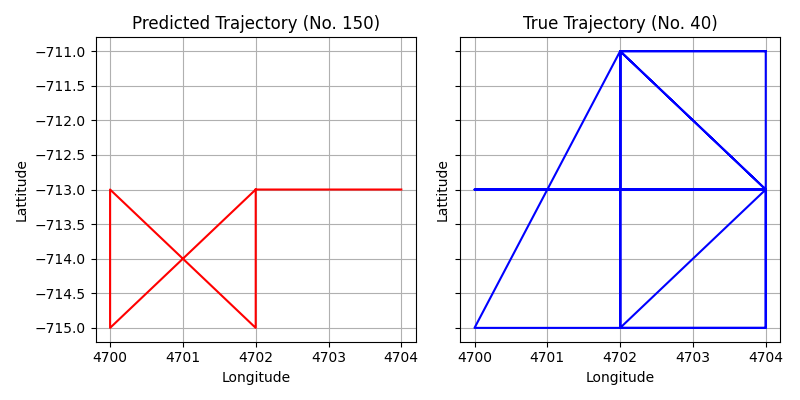 Predicted Trajectory (No. 150)
True Trajectory (No. 40)
Lattitude
−711.0
−711.5
−712.0
−712.5
−713.0
−713.5
−714.0
−714.5
−715.0
4700 4701 4702 4703 4704
Longitude
Lattitude
4700 4701 4702 4703 4704
Longitude